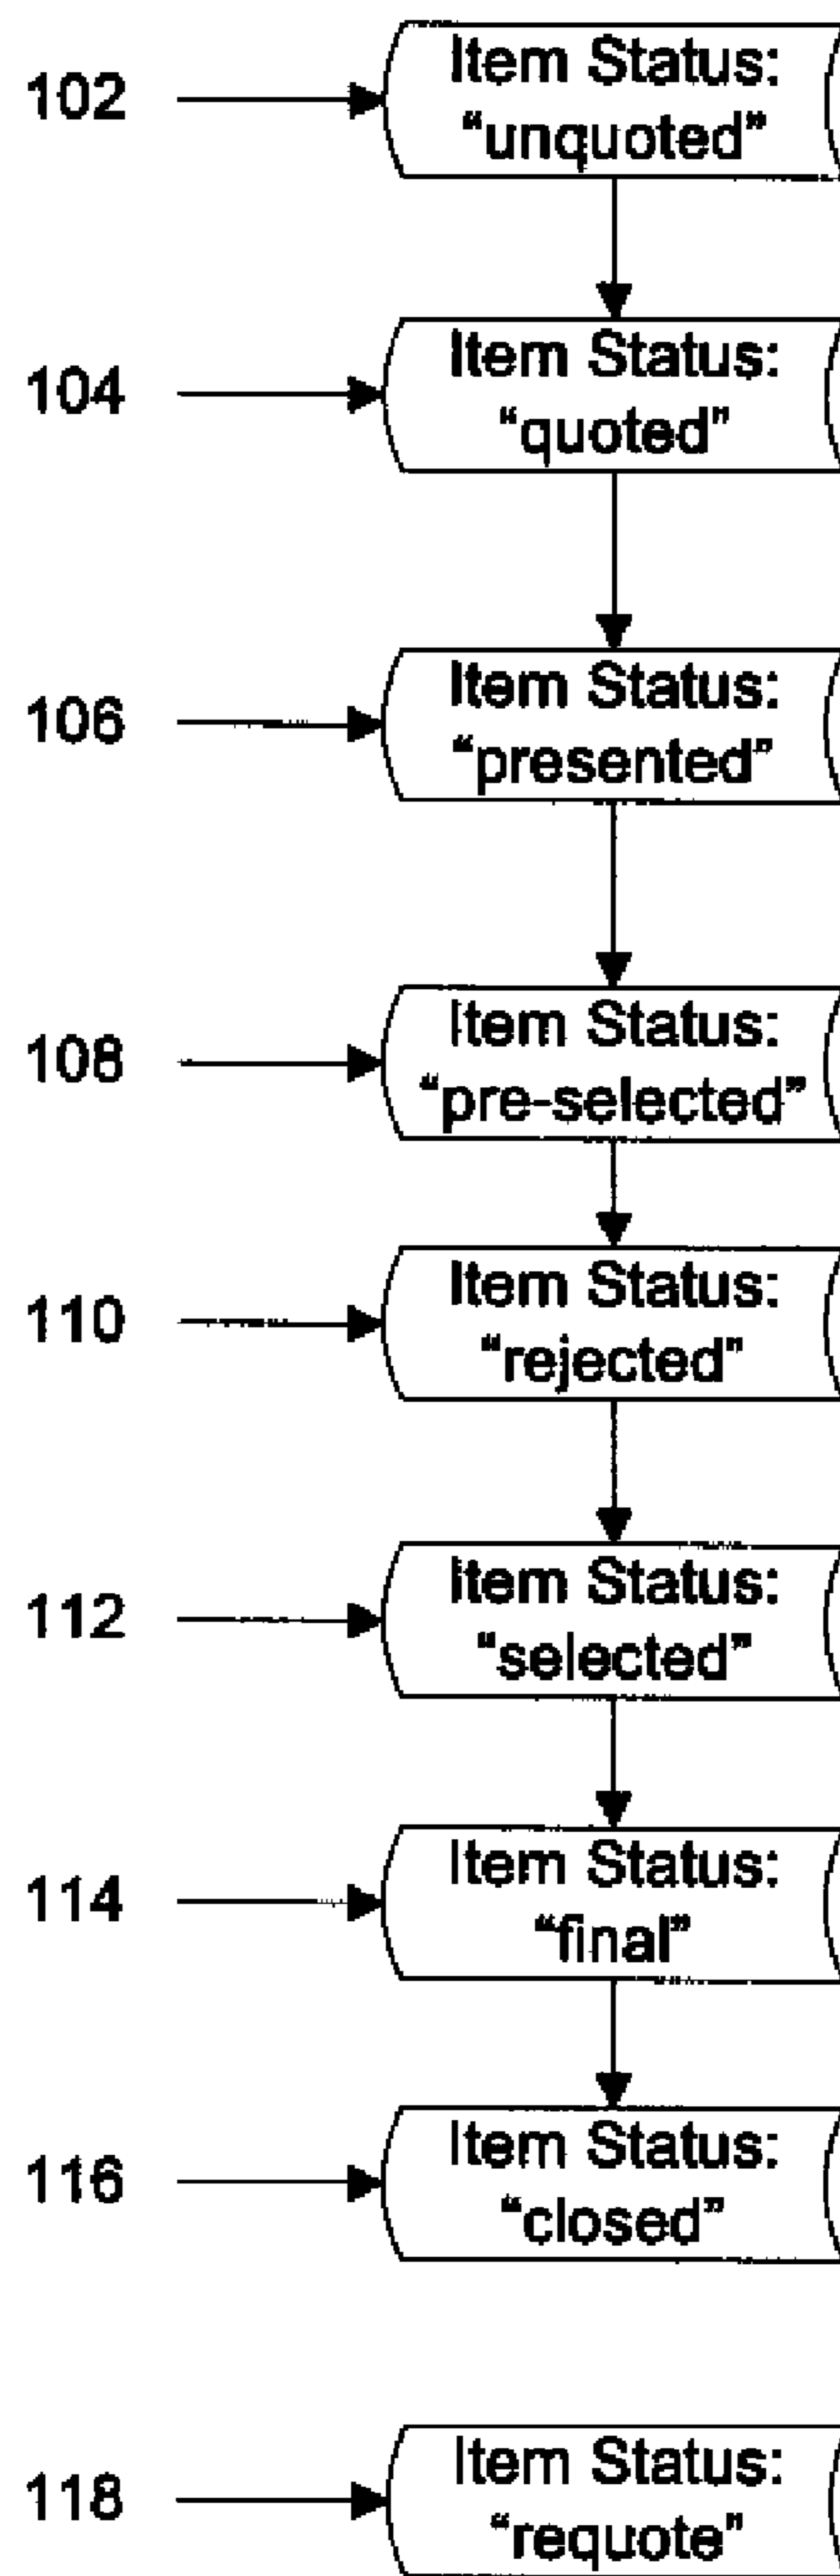 102
Item Status:
“unquoted”
104
Item Status:
“quoted”
106
Item Status:
“presented”
108
Item Status:
“pre-selected”
110
Item Status:
“rejected”
112
Item Status:
“selected”
114
Item Status:
“final”
116
Item Status:
“closed”
118
Item Status:
“requote”